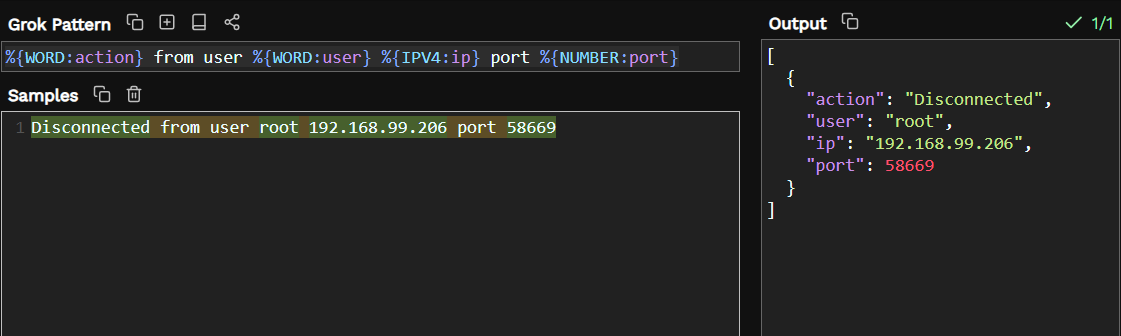 Grok Pattern
%{WORD:action} from user %{WORD:user} %{IPV4:ip} port %{NUMBER:port}
Samples
1 Disconnected from user root 192.168.99.206 port 58669
Output
1/1
[
{
"action": "Disconnected",
"user": "root",
"ip": "192.168.99.206",
"port": 58669
}
]